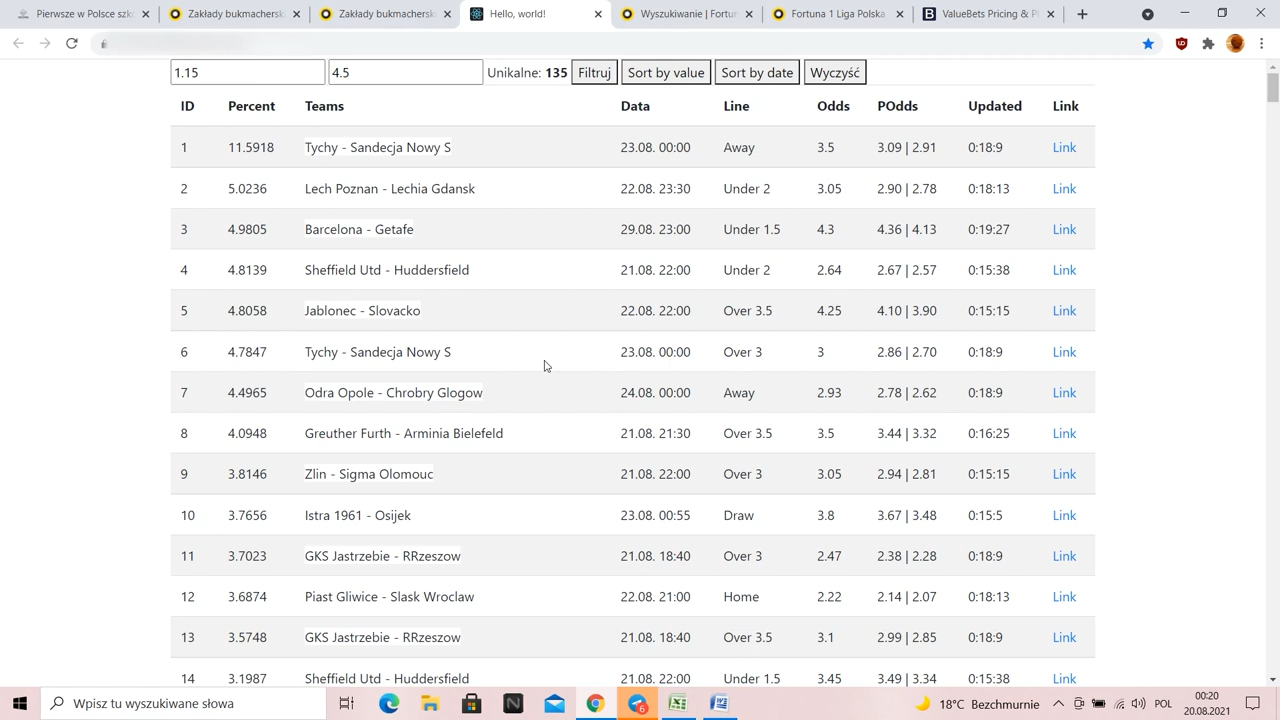 Pierwsze w Polsce szk
Zakłady bukmachersk
Zakłady bukmachersk
Hello, world!
Wyszukiwanie | Fortun
Fortuna 1 Liga Polska
ValueBets Pricing & P
1.15 4.5 Unikalne: 135 Filtruj Sort by value Sort by date Wyczyść
ID Percent Teams Data Line Odds POdds Updated Link
1 11.5918 Tychy - Sandecja Nowy S 23.08. 00:00 Away 3.5 3.09 | 2.91 0:18:9 Link
2 5.0236 Lech Poznan - Lechia Gdansk 22.08. 23:30 Under 2 3.05 2.90 | 2.78 0:18:13 Link
3 4.9805 Barcelona - Getafe 29.08. 23:00 Under 1.5 4.3 4.36 | 4.13 0:19:27 Link
4 4.8139 Sheffield Utd - Huddersfield 21.08. 22:00 Under 2 2.64 2.67 | 2.57 0:15:38 Link
5 4.8058 Jablonec - Slovacko 22.08. 22:00 Over 3.5 4.25 4.10 | 3.90 0:15:15 Link
6 4.7847 Tychy - Sandecja Nowy S 23.08. 00:00 Over 3 3 2.86 | 2.70 0:18:9 Link
7 4.4965 Odra Opole - Chrobry Glogow 24.08. 00:00 Away 2.93 2.78 | 2.62 0:18:9 Link
8 4.0948 Greuther Furth - Arminia Bielefeld 21.08. 21:30 Over 3.5 3.5 3.44 | 3.32 0:16:25 Link
9 3.8146 Zlin - Sigma Olomouc 21.08. 22:00 Over 3 3.05 2.94 | 2.81 0:15:15 Link
10 3.7656 Istra 1961 - Osijek 23.08. 00:55 Draw 3.8 3.67 | 3.48 0:15:5 Link
11 3.7023 GKS Jastrzebie - RRzeszow 21.08. 18:40 Over 3 2.47 2.38 | 2.28 0:18:9 Link
12 3.6874 Piast Gliwice - Slask Wroclaw 22.08. 21:00 Home 2.22 2.14 | 2.07 0:18:13 Link
13 3.5748 GKS Jastrzebie - RRzeszow 21.08. 18:40 Over 3.5 3.1 2.99 | 2.85 0:18:9 Link
14 3.1987 Sheffield Utd - Huddersfield 21.08. 22:00 Under 1.5 3.45 3.49 | 3.34 0:15:38 Link
Wpisz tu wyszukiwane słowa
6
18°C Bezchmurnie POL
00:20
20.08.2021